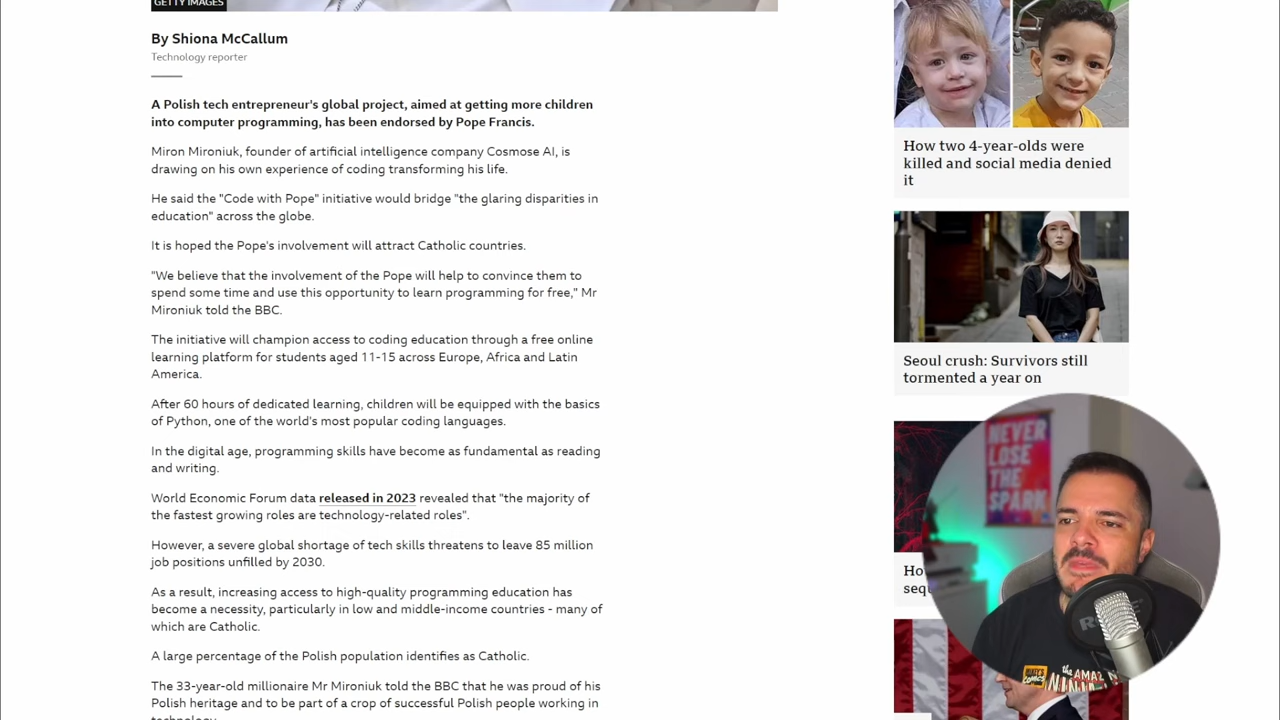 GETTY IMAGES
By Shiona McCallum
Technology reporter
A Polish tech entrepreneur's global project, aimed at getting more children
into computer programming, has been endorsed by Pope Francis.
Miron Mironiuk, founder of artificial intelligence company Cosmose AI, is
drawing on his own experience of coding transforming his life.
He said the "Code with Pope" initiative would bridge "the glaring disparities in
education" across the globe.
It is hoped the Pope's involvement will attract Catholic countries.
"We believe that the involvement of the Pope will help to convince them to
spend some time and use this opportunity to learn programming for free," Mr
Mironiuk told the BBC.
The initiative will champion access to coding education through a free online
learning platform for students aged 11-15 across Europe, Africa and Latin
America.
After 60 hours of dedicated learning, children will be equipped with the basics
of Python, one of the world's most popular coding languages.
In the digital age, programming skills have become as fundamental as reading
and writing.
World Economic Forum data released in 2023 revealed that "the majority of
the fastest growing roles are technology-related roles".
However, a severe global shortage of tech skills threatens to leave 85 million
job positions unfilled by 2030.
As a result, increasing access to high-quality programming education has
become a necessity, particularly in low and middle-income countries - many of
which are Catholic.
A large percentage of the Polish population identifies as Catholic.
The 33-year-old millionaire Mr Mironiuk told the BBC that he was proud of his
Polish heritage and to be part of a crop of successful Polish people working in
technology.
How two 4-year-olds were
killed and social media denied
it
Seoul crush: Survivors still
tormented a year on
NEVER
LOSE
THE
SPARK
the AMAZ
NINJA